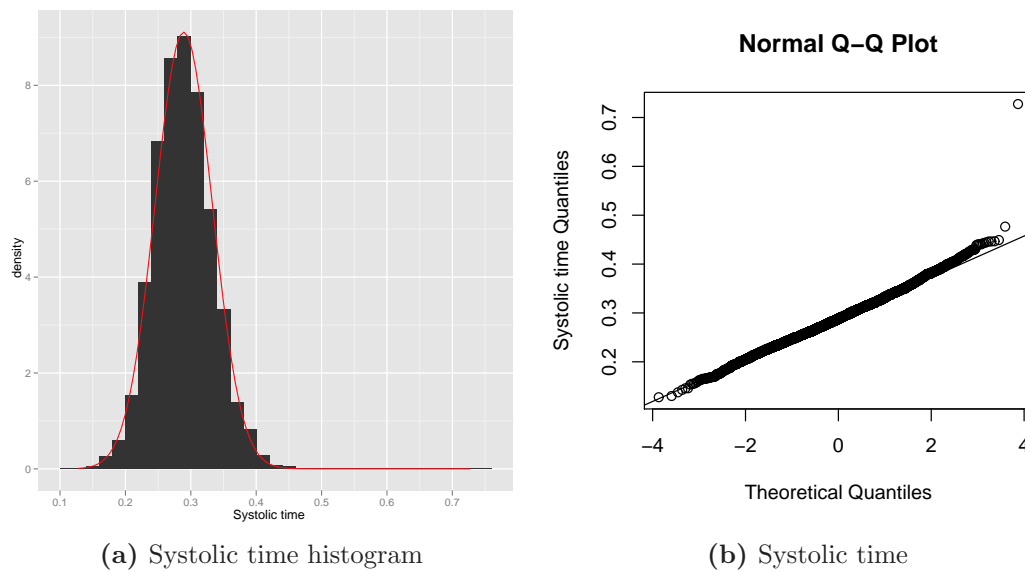 density
8
6
4
2
0
0.1 0.2 0.3 0.4 0.5 0.6 0.7
Systolic time
(a) Systolic time histogram
Normal Q−Q Plot
Systolic time Quantiles
0.7
0.6
0.5
0.4
0.3
0.2
−4 −2 0 2 4
Theoretical Quantiles
(b) Systolic time